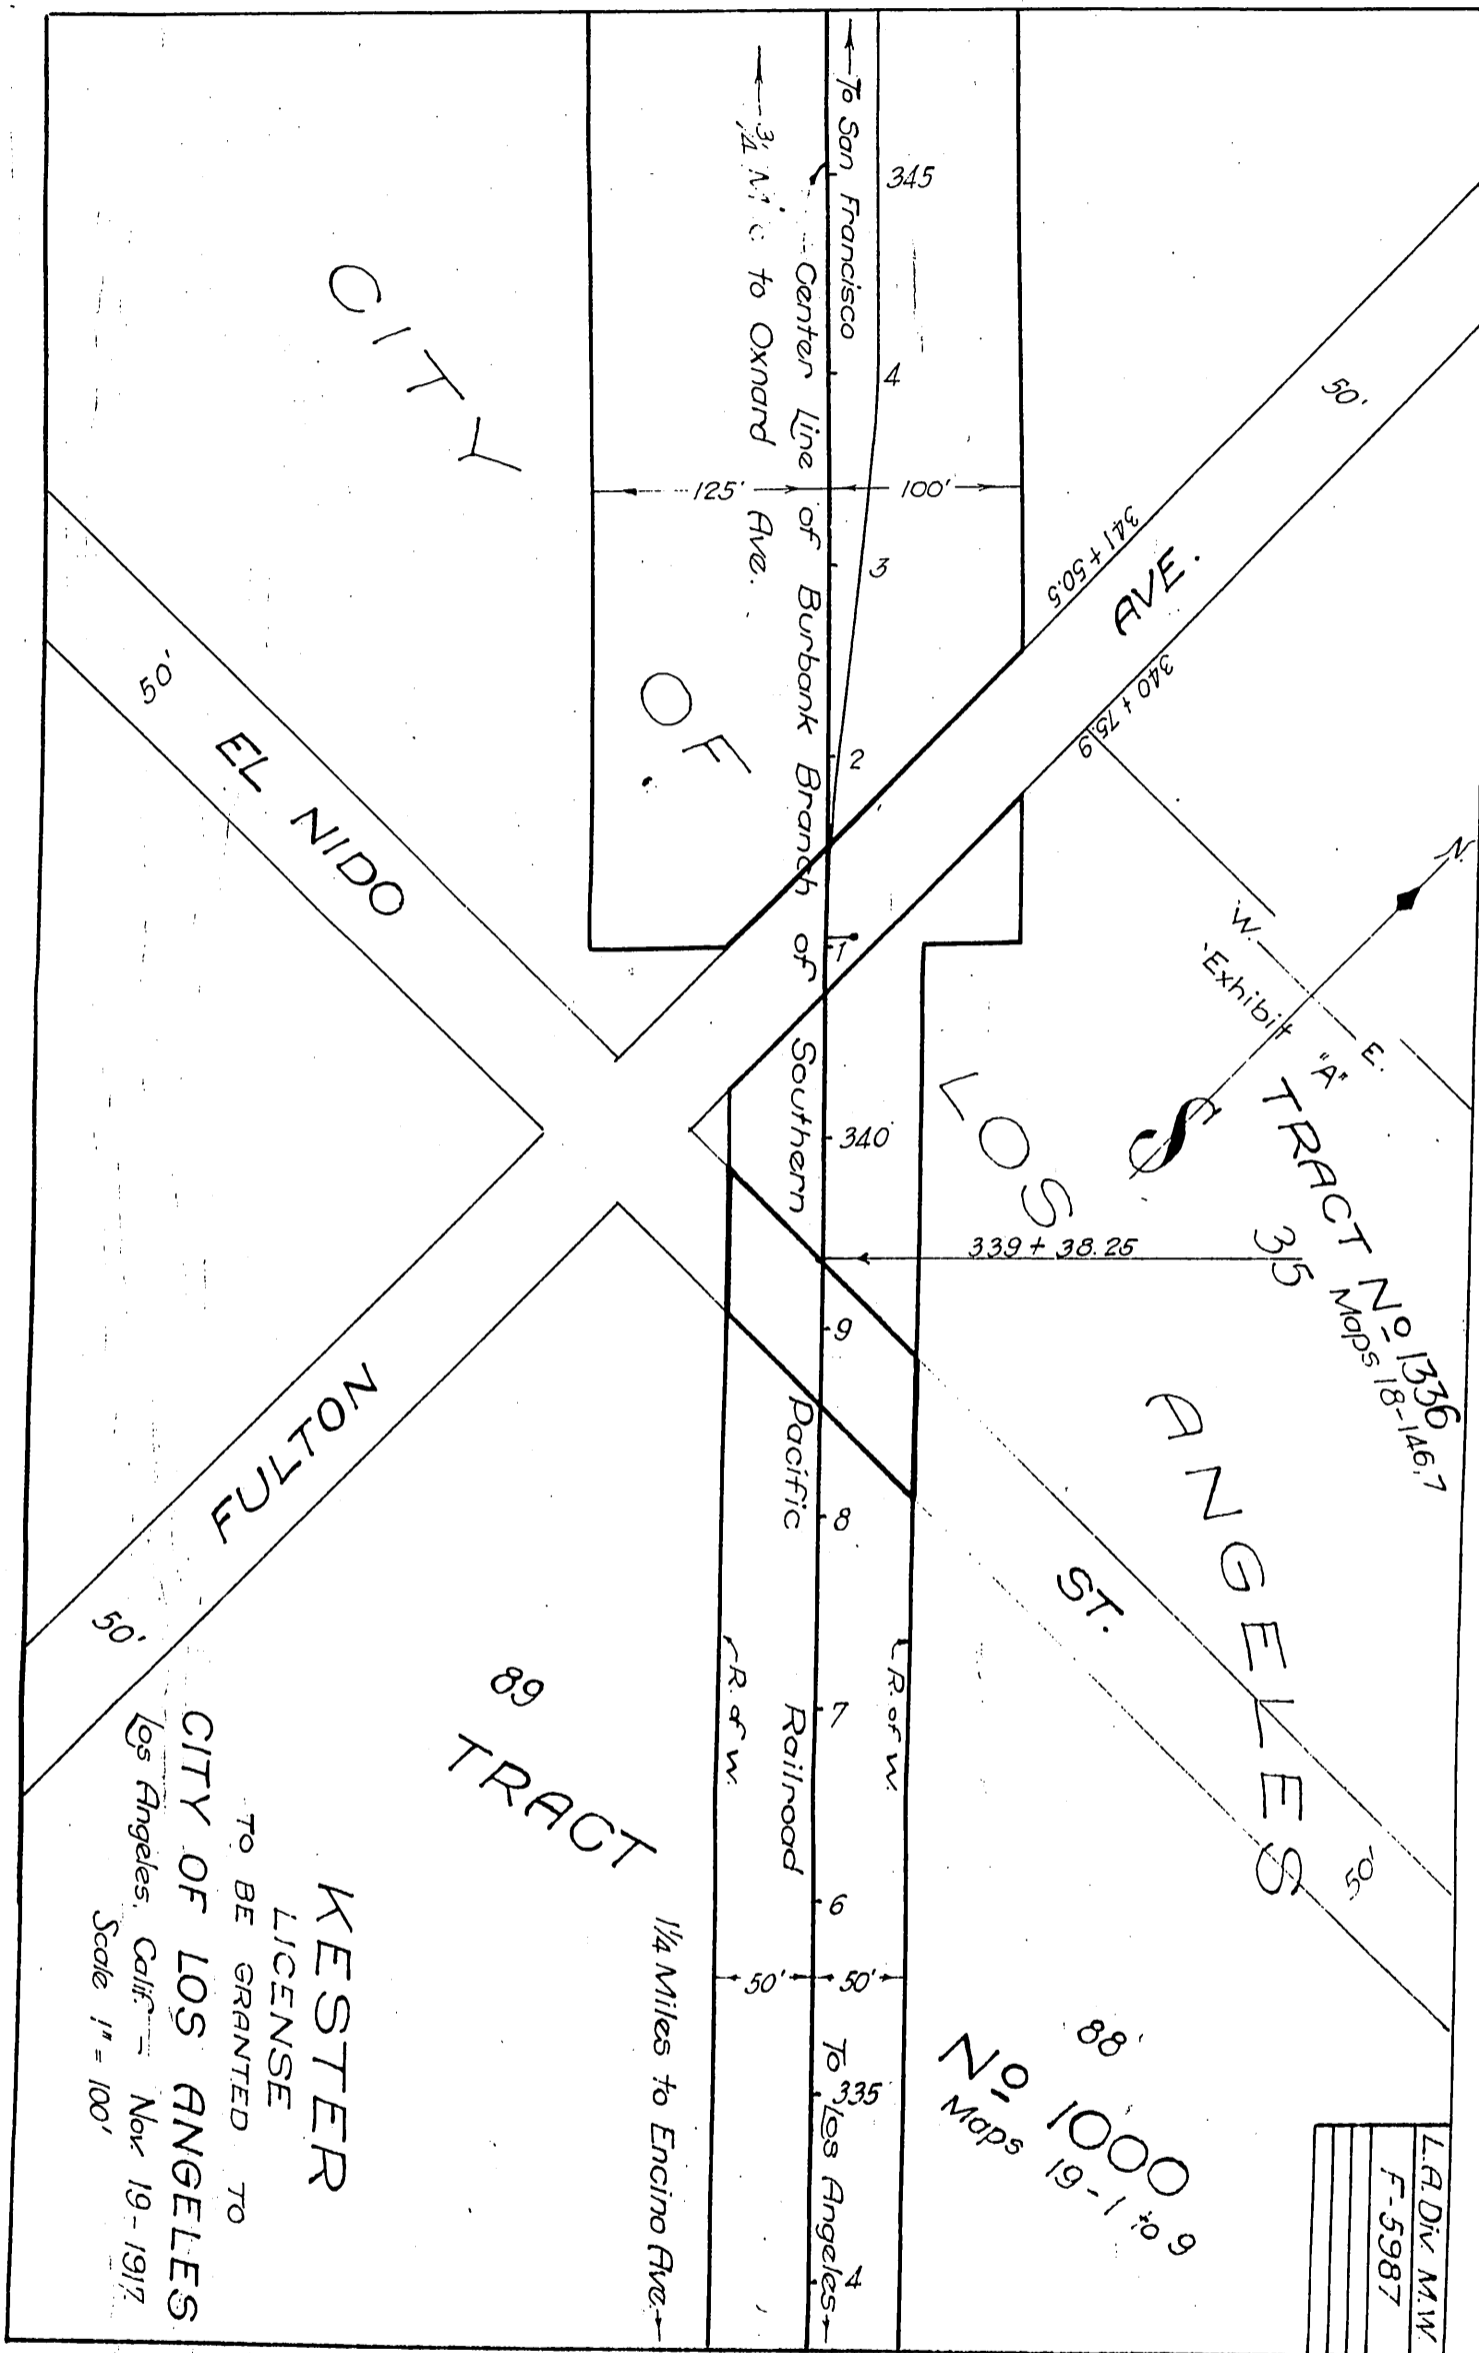 L.A. Div. M.W.
F-5987
N.
W.
E.
S
'Exhibit "A"
TRACT Nº 1336
Maps 18-146,7
35
50'
341+50.5
340+75.9
AVE.
345
4
3
2
1
340
9
8
7
6
335
4
←To San Francisco
To Los Angeles→
Center Line of Burbank Branch of Southern Pacific Railroad
to Oxnard Ave.
125'
100'
339+38.25
CITY OF LOS ANGELES
ST.
50'
R. of W.
R. of W.
50'
50'
88
Nº 1000
Maps 19-1 to 9
50'
EL NIDO
FULTON
50'
89
TRACT
1¼ Miles to Encino Ave.→
KESTER
LICENSE
TO BE GRANTED TO
CITY OF LOS ANGELES
Los Angeles, Calif. - Nov. 19-1917.
Scale 1" = 100'